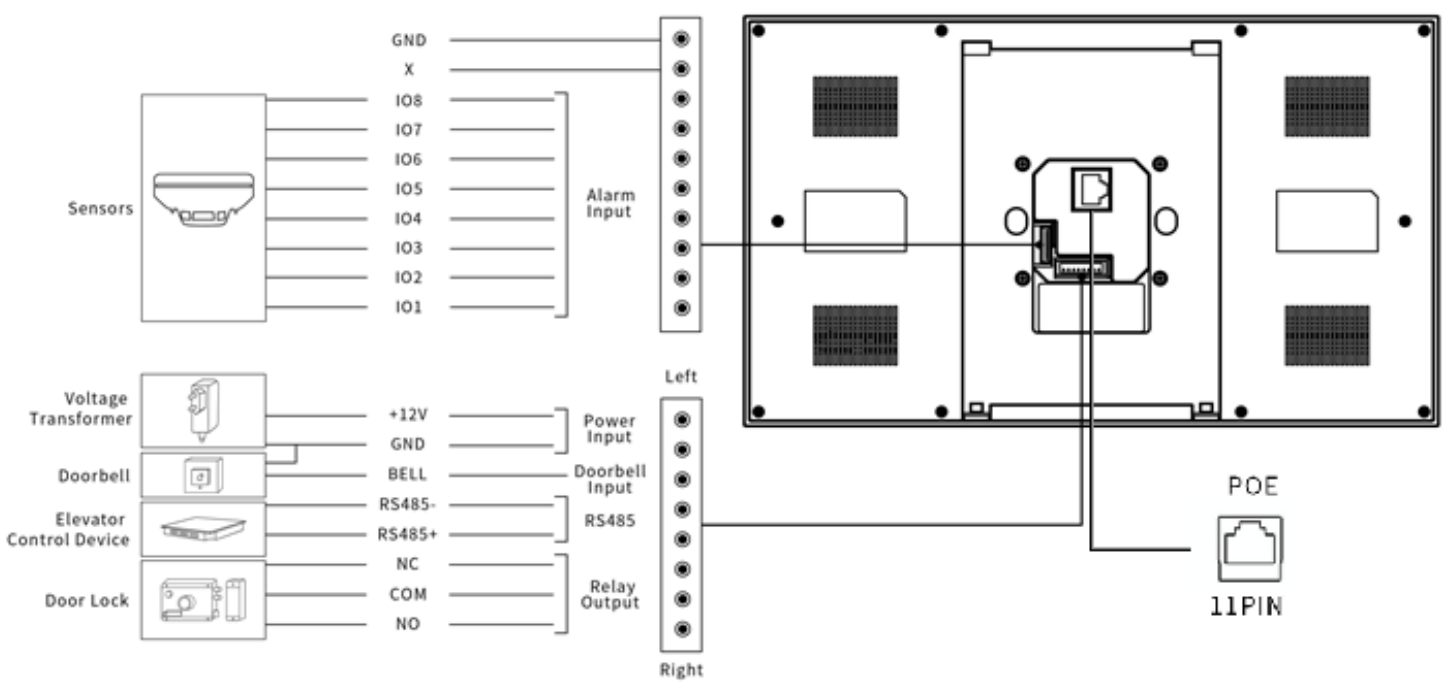 GND
X
IO8
IO7
IO6
IO5
IO4
IO3
IO2
IO1
Sensors
Alarm
Input
Left
Voltage
Transformer
+12V
GND
Power
Input
Doorbell
BELL
Doorbell
Input
Elevator
Control Device
RS485-
RS485+
RS485
Door Lock
NC
COM
NO
Relay
Output
Right
POE
11PIN